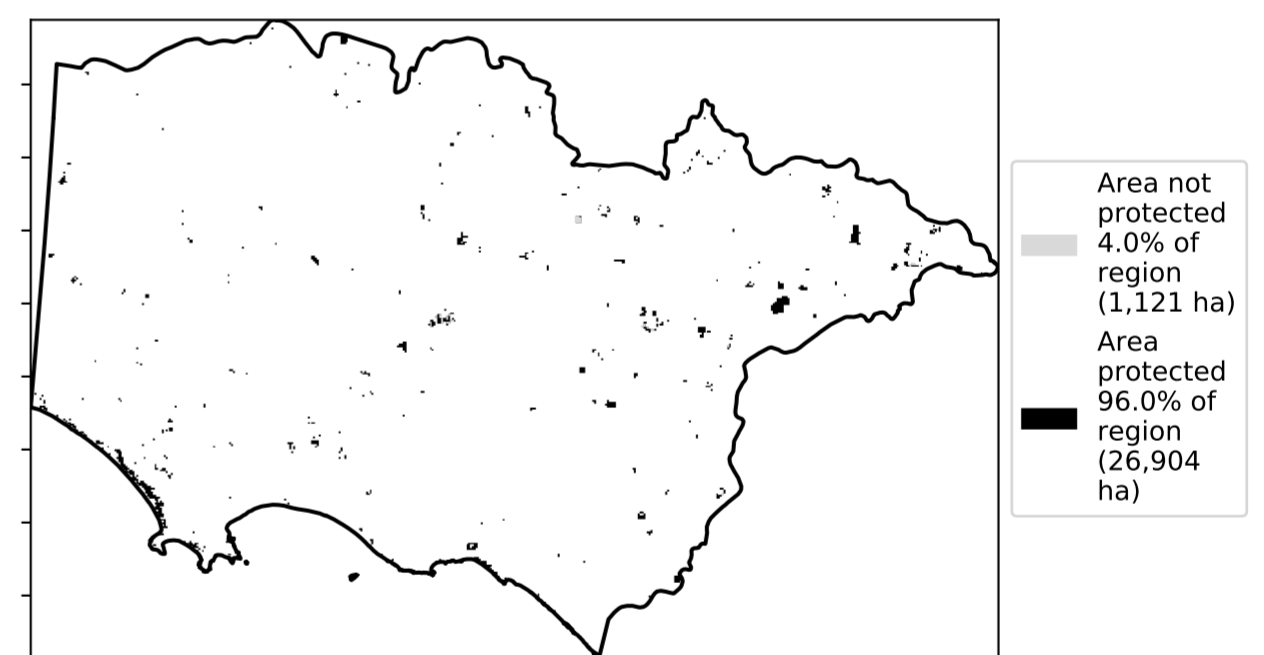 Area not
protected
4.0% of
region
(1,121 ha)
Area
protected
96.0% of
region
(26,904
ha)